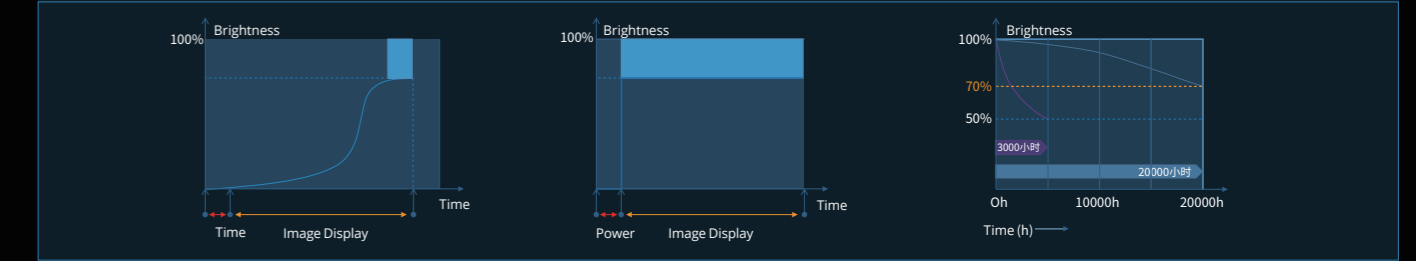 Brightness
100%
Time
Time
Image Display
Brightness
100%
Time
Power
Image Display
Brightness
100%
70%
50%
3000小时
20000小时
Oh
10000h
20000h
Time (h)